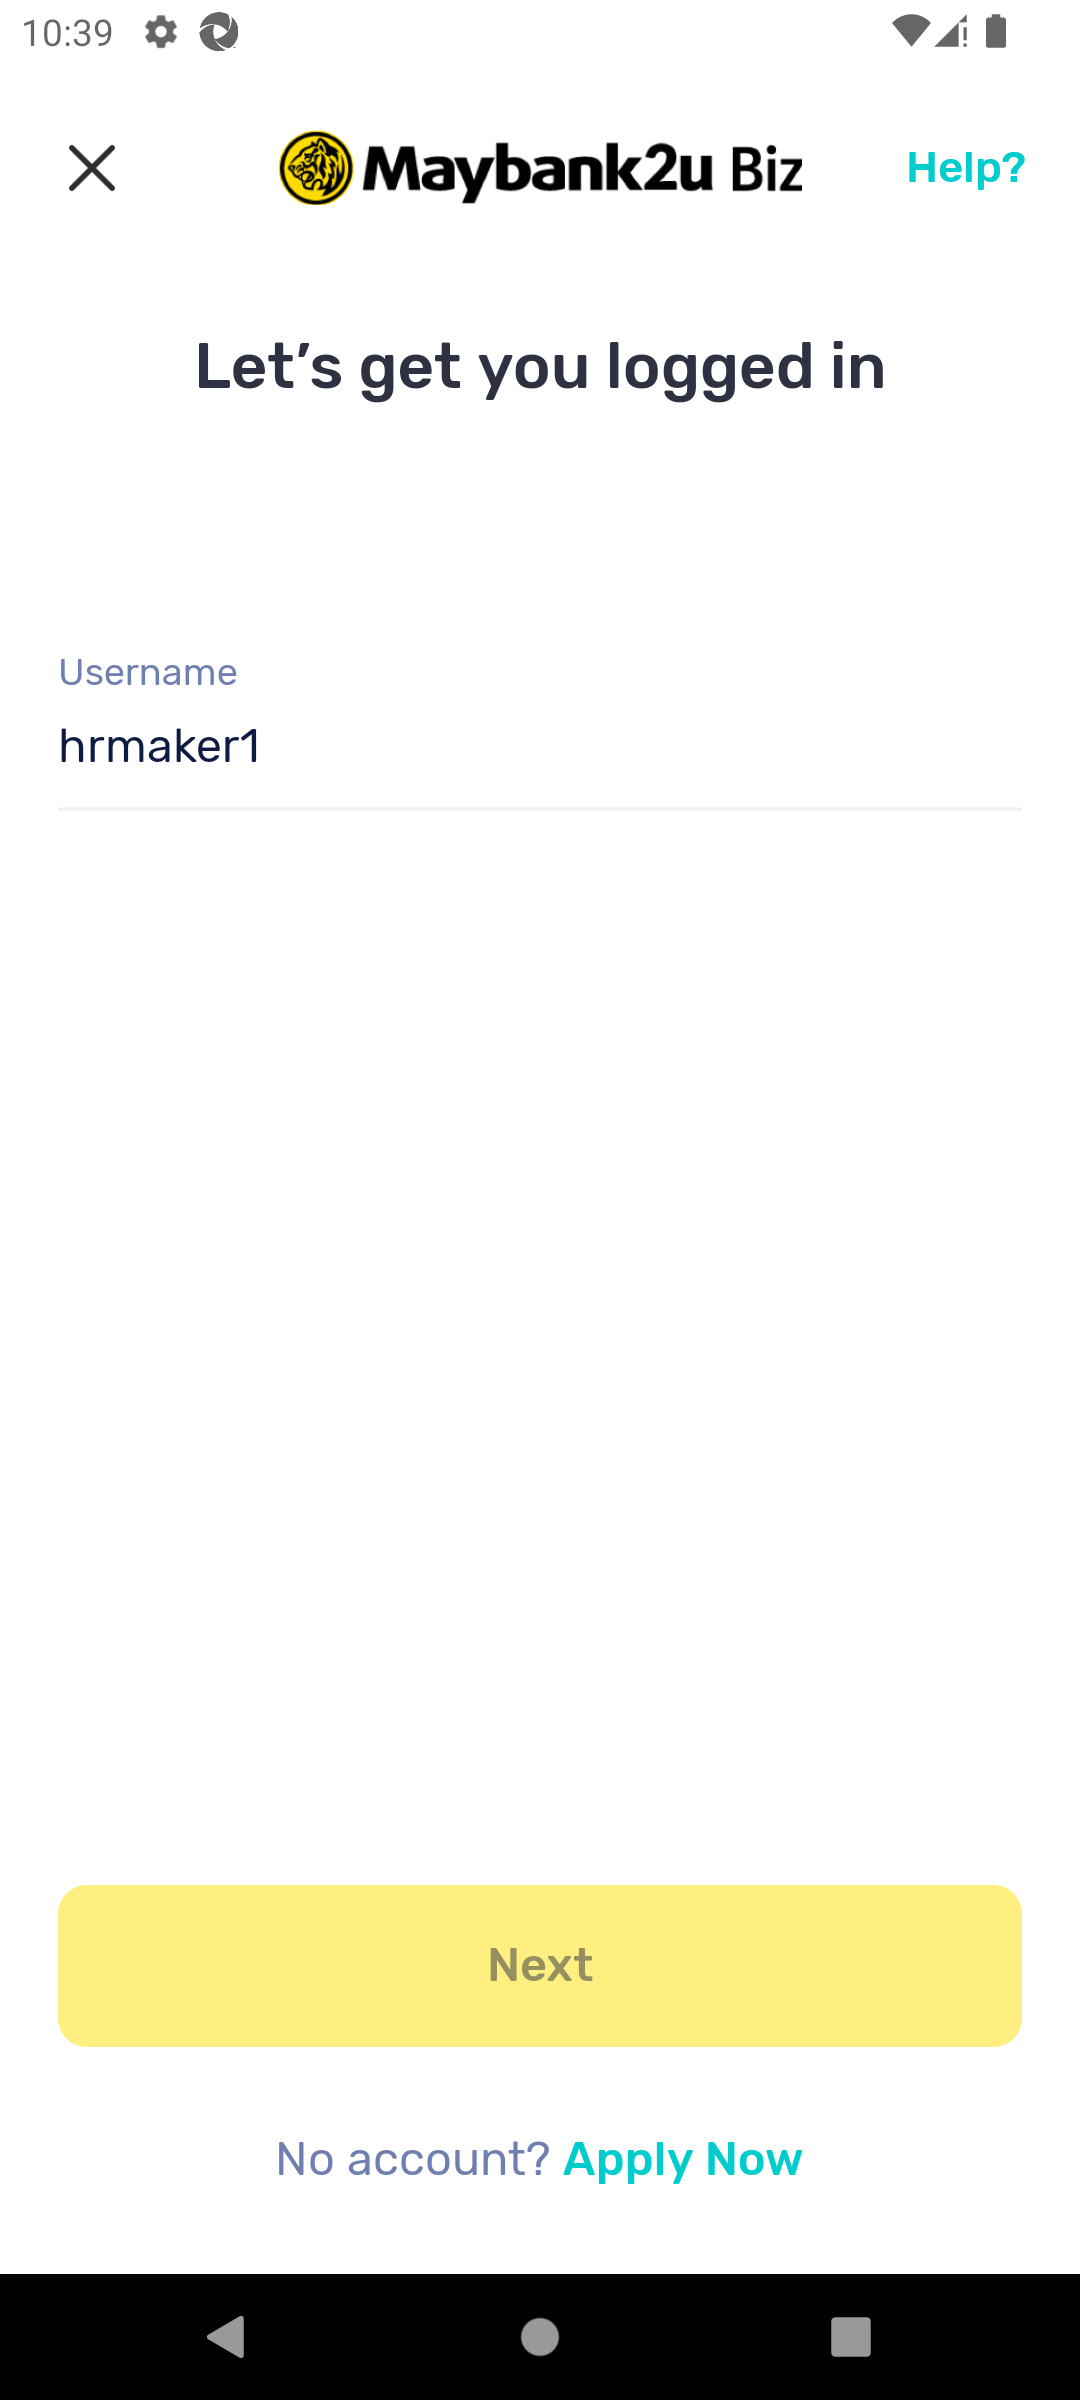 10:39
Maybank2u Biz
Help?
Let’s get you logged in
Username
hrmaker1
Next
No account? Apply Now